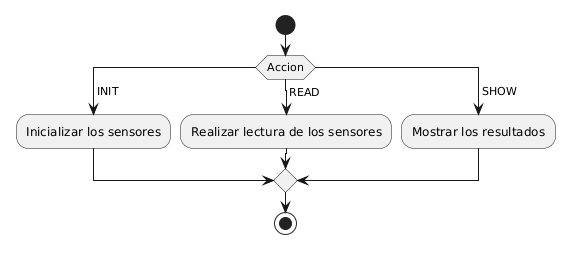 Accion
INIT
READ
SHOW
Inicializar los sensores
Realizar lectura de los sensores
Mostrar los resultados